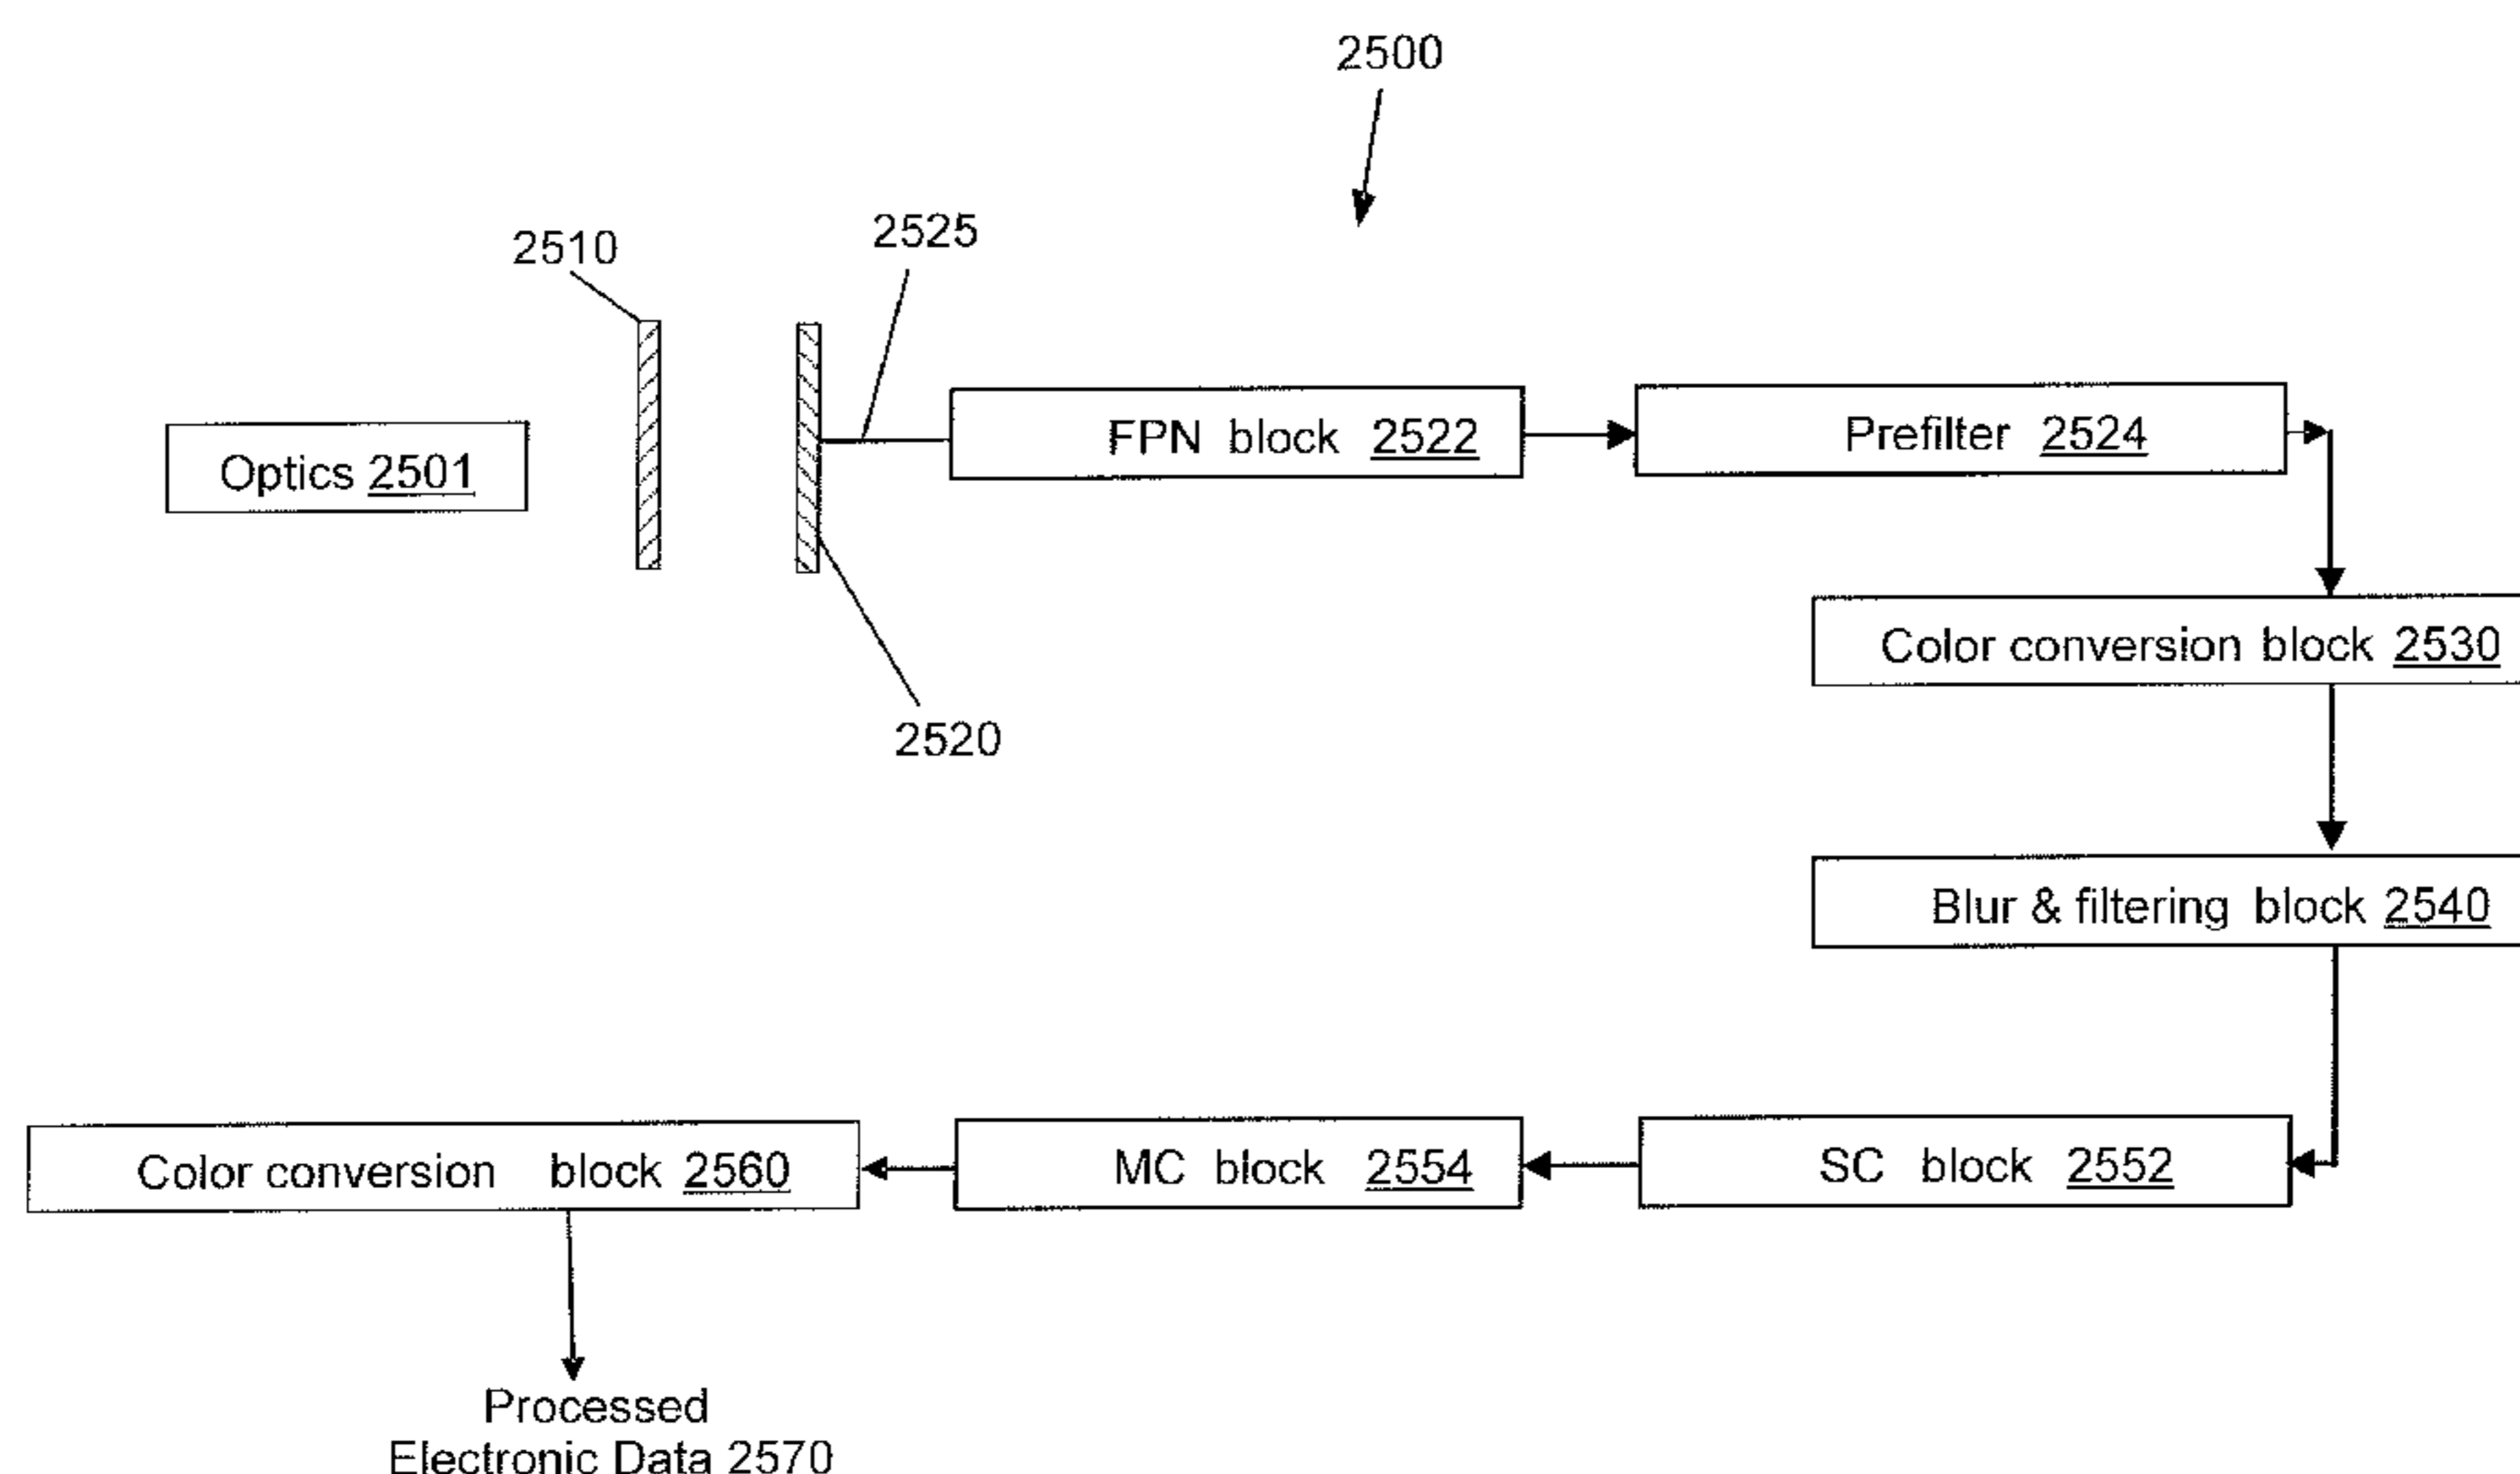 2500
2525
2510
FPN block 2522
Prefilter 2524
Optics 2501
Color conversion block 2530
2520
Blur & filtering block 2540
Color conversion block 2560
MC block 2554
SC block 2552
Processed
Electronic Data 2570